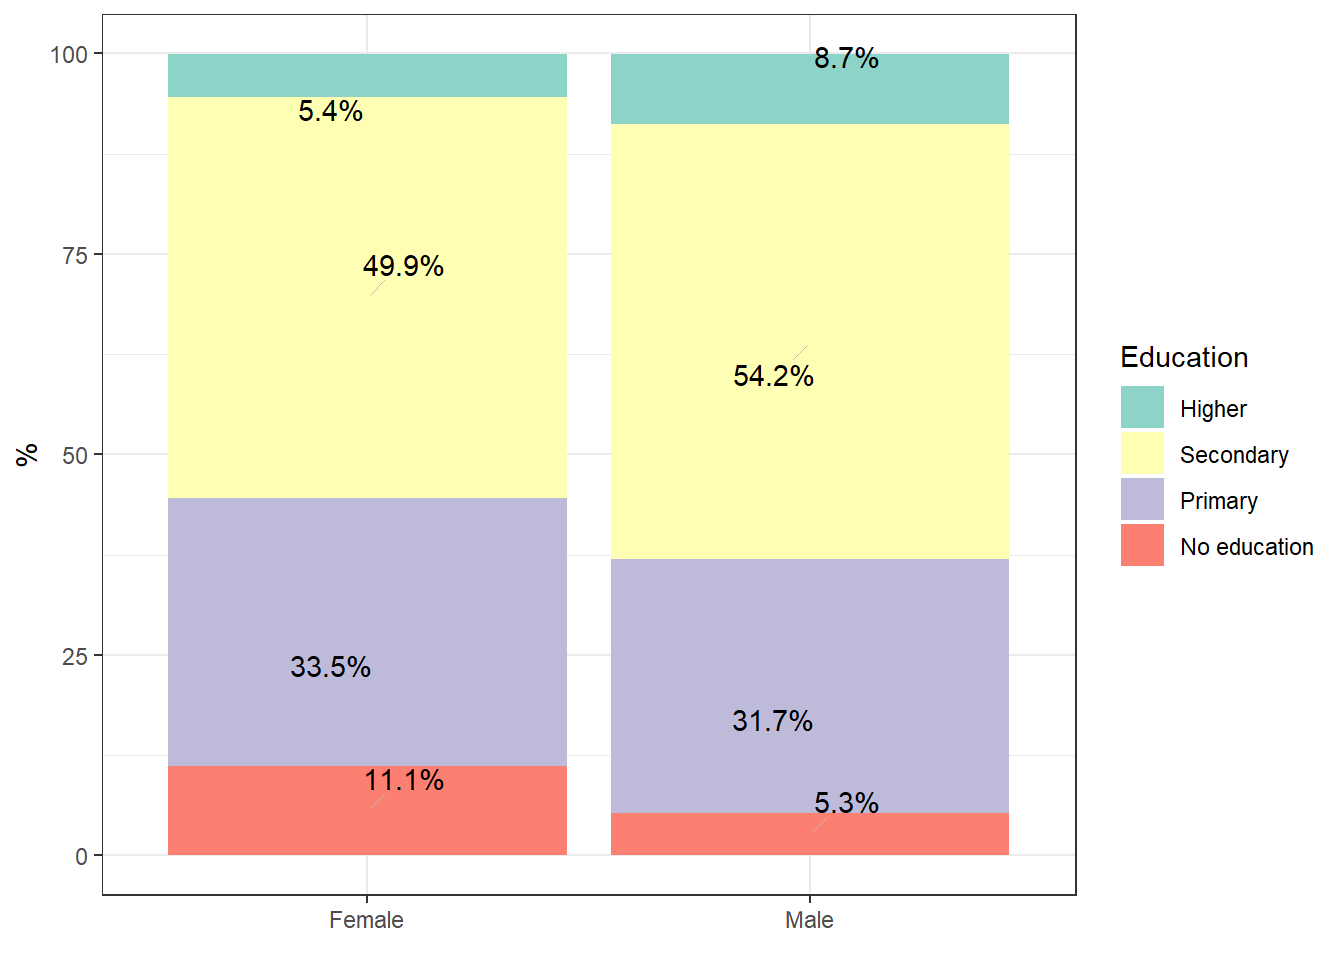 100
75
50
25
0
%
8.7%
5.4%
49.9%
54.2%
33.5%
31.7%
11.1%
5.3%
Female
Male
Education
Higher
Secondary
Primary
No education